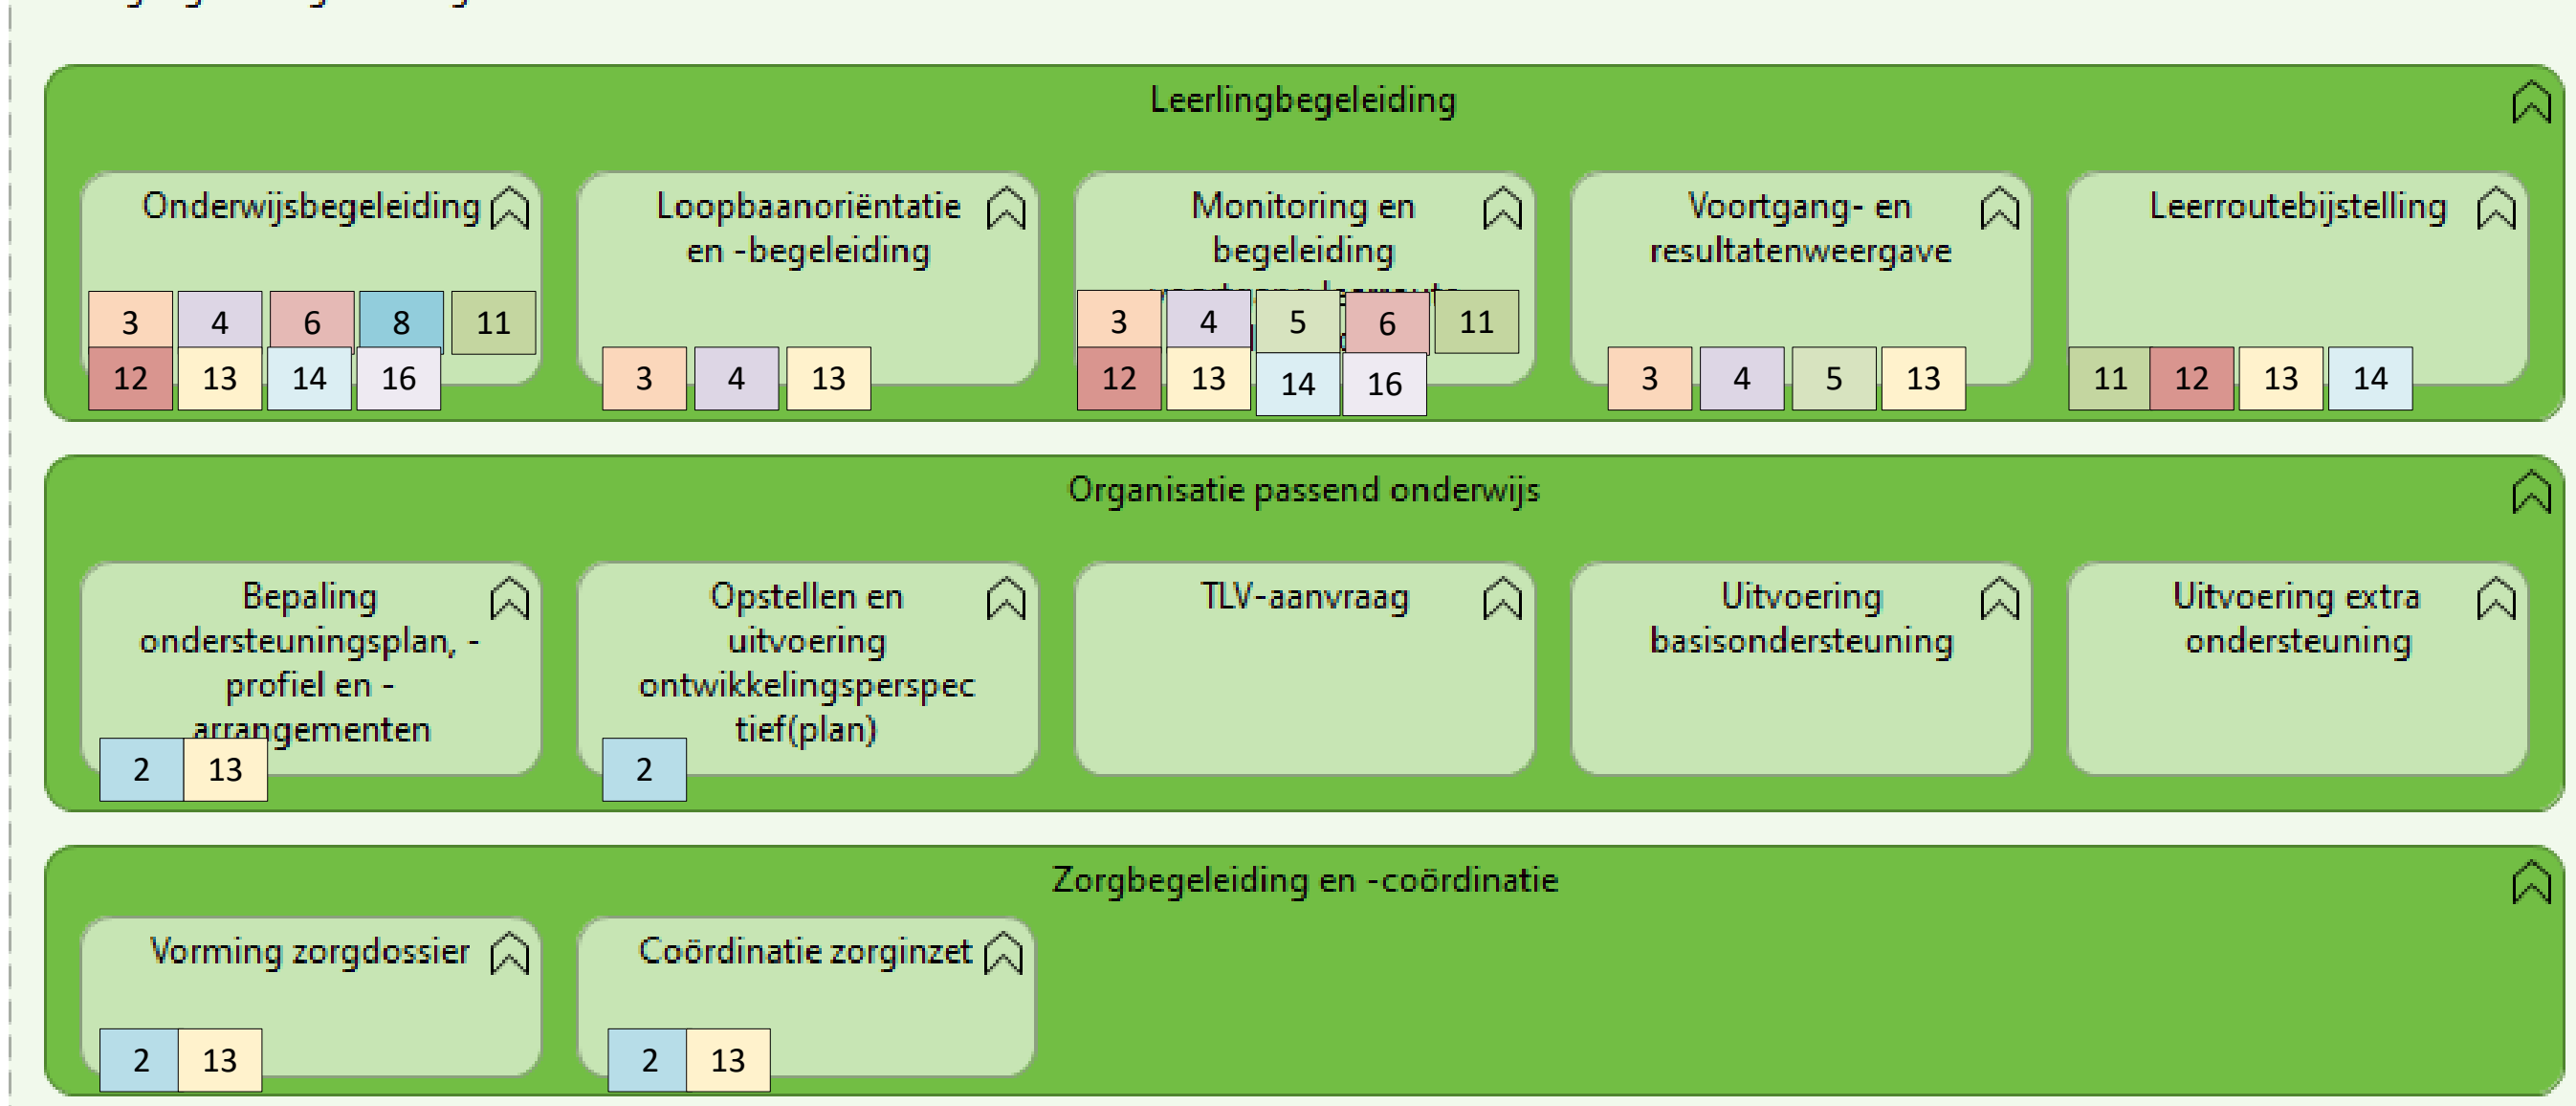 Leerlingbegeleiding
Onderwijsbegeleiding
3 4 6 8 11
12 13 14 16
Loopbaanoriëntatie
en -begeleiding
3 4 13
Monitoring en
begeleiding
3 4 5 6 11
12 13 14 16
Voortgang- en
resultatenweergave
3 4 5 13
Leerroutebijstelling
11 12 13 14
Organisatie passend onderwijs
Bepaling
ondersteuningsplan, -
profiel en -
arrangementen
2 13
Opstellen en
uitvoering
ontwikkelingsperspec
tief(plan)
2
TLV-aanvraag
Uitvoering
basisondersteuning
Uitvoering extra
ondersteuning
Zorgbegeleiding en -coördinatie
Vorming zorgdossier
2 13
Coördinatie zorginzet
2 13